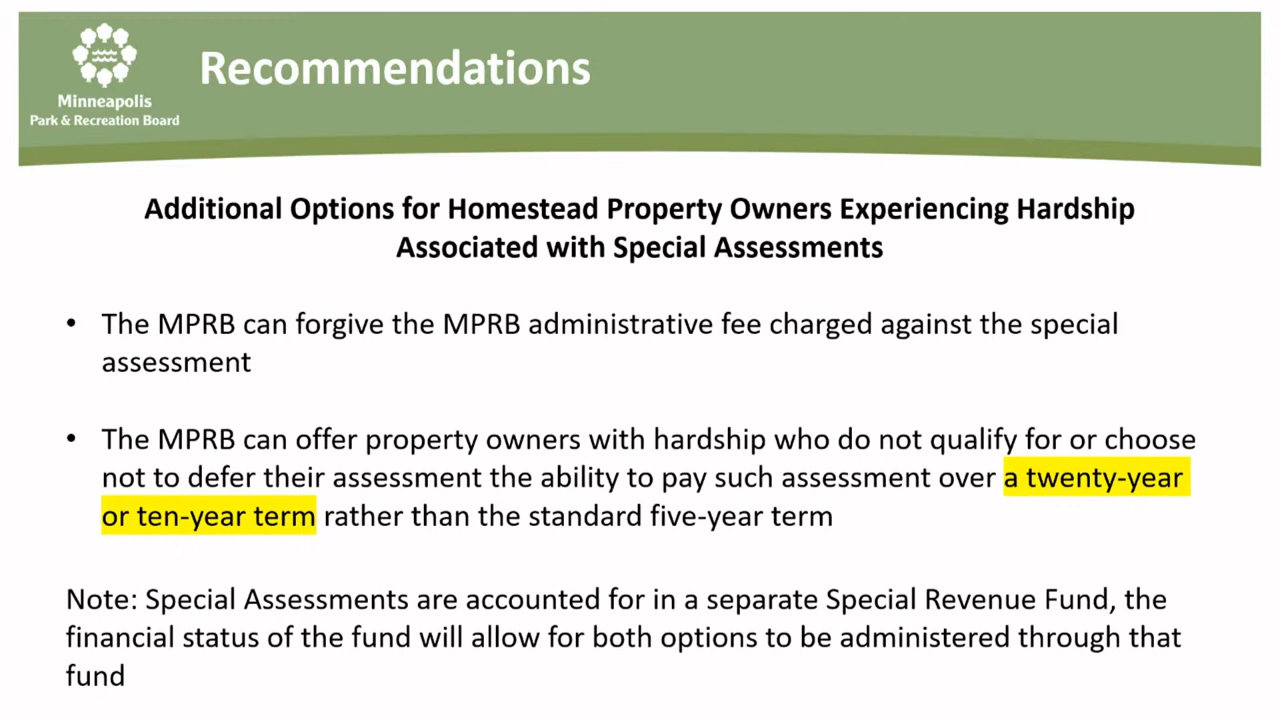 Minneapolis
Park & Recreation Board
Recommendations
Additional Options for Homestead Property Owners Experiencing Hardship
Associated with Special Assessments
• The MPRB can forgive the MPRB administrative fee charged against the special
assessment
• The MPRB can offer property owners with hardship who do not qualify for or choose
not to defer their assessment the ability to pay such assessment over a twenty-year
or ten-year term rather than the standard five-year term
Note: Special Assessments are accounted for in a separate Special Revenue Fund, the
financial status of the fund will allow for both options to be administered through that
fund